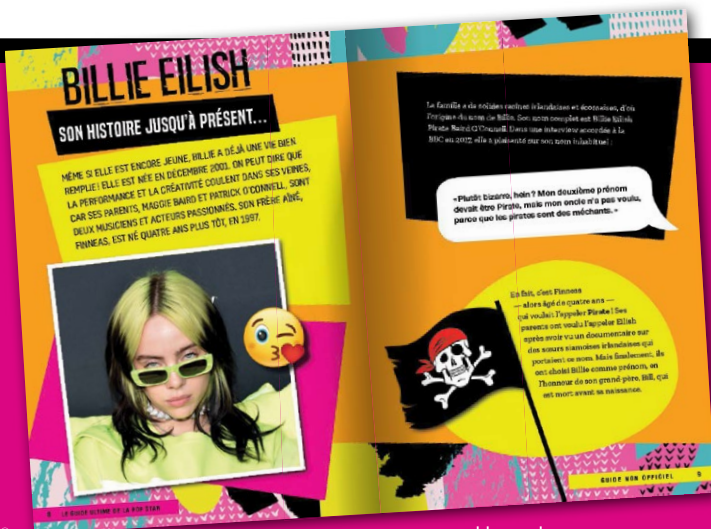 BILLIE EILISH
SON HISTOIRE JUSQU'À PRÉSENT...
MÊME SI ELLE EST ENCORE JEUNE, BILLIE A DÉJÀ UNE VIE BIEN
REMPLIE ! ELLE EST NÉE EN DÉCEMBRE 2001. ON PEUT DIRE QUE
LA PERFORMANCE ET LA CRÉATIVITÉ COULENT DANS SES VEINES,
CAR SES PARENTS, MAGGIE BAIRD ET PATRICK O'CONNELL, SONT
DEUX MUSICIENS ET ACTEURS PASSIONNÉS. SON FRÈRE AÎNÉ,
FINNEAS, EST NÉ QUATRE ANS PLUS TÔT, EN 1997.
8 LE GUIDE ULTIME DE LA POP STAR
La famille a de solides racines irlandaises et écossaises, d'où
l'origine du nom de Billie. Son nom complet est Billie Eilish
Pirate Baird O'Connell. Dans une interview accordée à la
BBC en 2017, elle a plaisanté sur son nom inhabituel :
«Plutôt bizarre, hein ? Mon deuxième prénom
devait être Pirate, mais mon oncle n'a pas voulu,
parce que les pirates sont des méchants.»
En fait, c'est Finneas
— alors âgé de quatre ans —
qui voulait l'appeler Pirate ! Ses
parents ont voulu l'appeler Eilish
après avoir vu un documentaire sur
des sœurs siamoises irlandaises qui
portaient ce nom. Mais finalement, ils
ont choisi Billie comme prénom, en
l'honneur de son grand-père, Bill, qui
est mort avant sa naissance.
GUIDE NON OFFICIEL 9